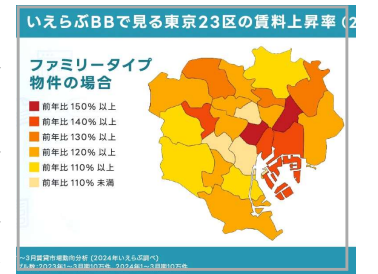 いえらぶBBで見る東京23区の賃料上昇率（2
ファミリータイプ
物件の場合
前年比 150% 以上
前年比 140% 以上
前年比 130% 以上
前年比 120% 以上
前年比 110% 以上
前年比 110% 未満
～3月賃貸市場動向分析 (2024年いえらぶ調べ)
プル数：2023年1～3月期10万件、2024年1～3月期10万件